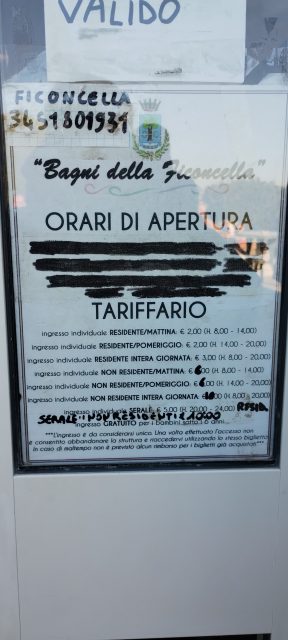 VALIDO
FICONCELLA
3451801931
"Bagni della Ficoncella"
ORARI DI APERTURA
TARIFFARIO
ingresso individuale RESIDENTE/MATTINA: € 2,00 (H. 8,00 - 14,00)
ingresso individuale RESIDENTE/POMERIGGIO: € 2,00 (H. 14,00 - 20,00)
ingresso individuale RESIDENTE INTERA GIORNATA: € 3,00 (H. 8,00 - 20,00)
ingresso individuale NON RESIDENTE/MATTINA: € 6,00 (H. 8,00 - 14,00)
ingresso individuale NON RESIDENTE/POMERIGGIO: € 6,00 (H. 14,00 - 20,00)
ingresso individuale NON RESIDENTE INTERA GIORNATA: € 10,00 (H. 8,00 - 20,00)
ingresso individuale SERALE: € 5,00 (H. 20,00 - 24,00)
SERALE: NON RESIDENTI € 10,00
ingresso GRATUITO per i bambini sotto i 6 anni
***L'ingresso è da considerarsi unico. Una volta effettuato l'accesso non
è consentito abbandonare la struttura e riaccedervi utilizzando lo stesso biglietto.
In caso di maltempo non è previsto alcun rimborso per i biglietti già acquistati***